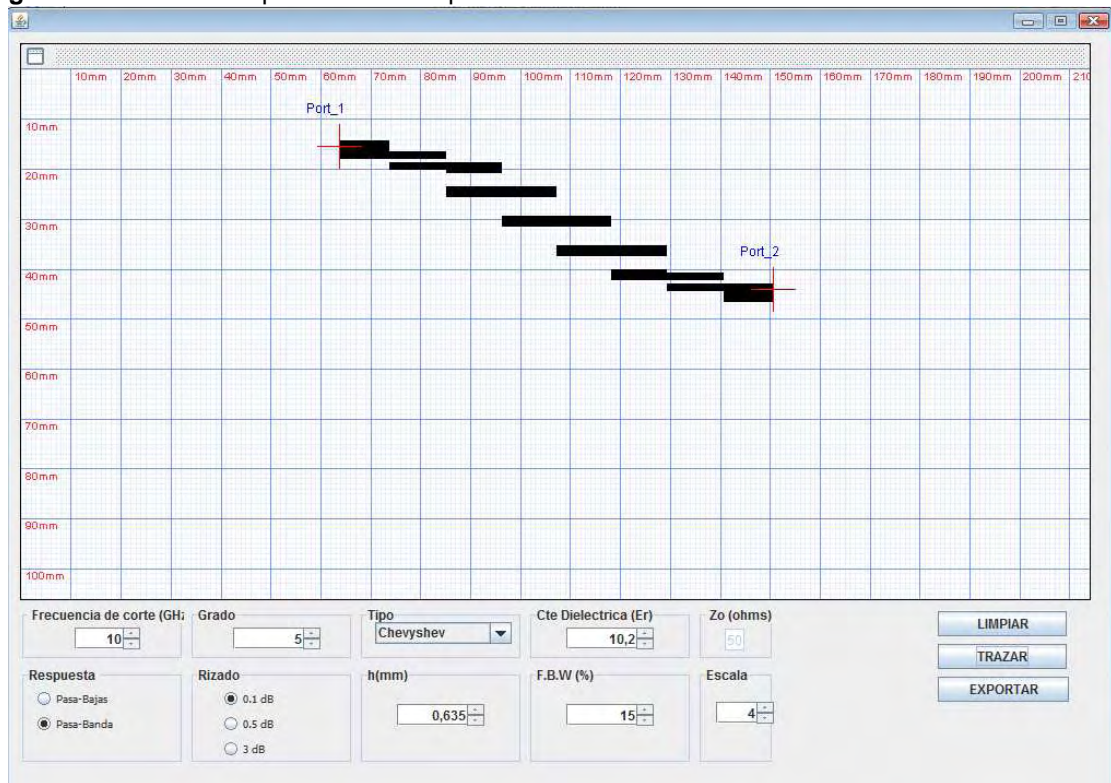 10mm 20mm 30mm 40mm 50mm 60mm 70mm 80mm 90mm 100mm 110mm 120mm 130mm 140mm 150mm 160mm 170mm 180mm 190mm 200mm 210
Port_1
10mm
20mm
30mm
Port_2
40mm
50mm
60mm
70mm
80mm
90mm
100mm
Frecuencia de corte (GHz Grado Tipo Cte Dielectrica (Er) Zo (ohms)
10 5 Chevyshev 10,2 50
LIMPIAR
TRAZAR
EXPORTAR
Respuesta Rizado h(mm) F.B.W (%) Escala
Pasa-Bajas 0.1 dB
0,635 15 4
Pasa-Banda 0.5 dB
3 dB